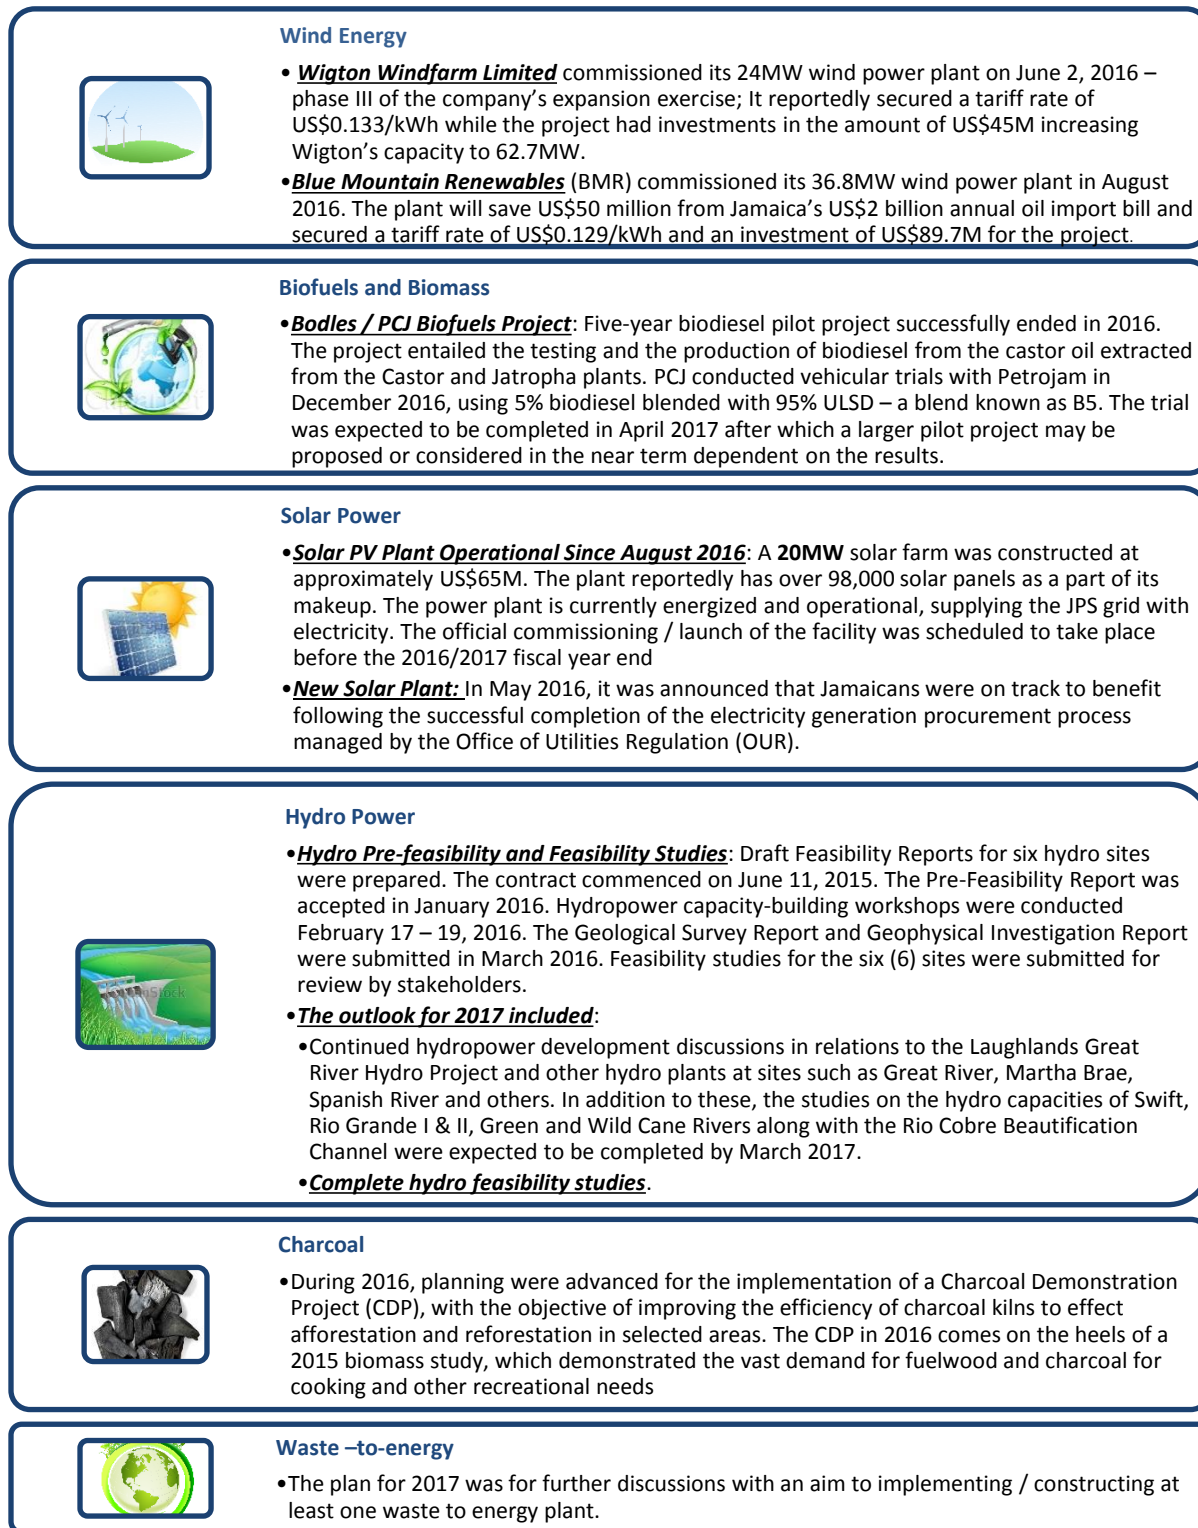 Wind Energy
• Wigton Windfarm Limited commissioned its 24MW wind power plant on June 2, 2016 –
phase III of the company's expansion exercise; It reportedly secured a tariff rate of
US$0.133/kWh while the project had investments in the amount of US$45M increasing
Wigton's capacity to 62.7MW.
•Blue Mountain Renewables (BMR) commissioned its 36.8MW wind power plant in August
2016. The plant will save US$50 million from Jamaica's US$2 billion annual oil import bill and
secured a tariff rate of US$0.129/kWh and an investment of US$89.7M for the project.
Biofuels and Biomass
•Bodles / PCJ Biofuels Project: Five-year biodiesel pilot project successfully ended in 2016.
The project entailed the testing and the production of biodiesel from the castor oil extracted
from the Castor and Jatropha plants. PCJ conducted vehicular trials with Petrojam in
December 2016, using 5% biodiesel blended with 95% ULSD – a blend known as B5. The trial
was expected to be completed in April 2017 after which a larger pilot project may be
proposed or considered in the near term dependent on the results.
Solar Power
•Solar PV Plant Operational Since August 2016: A 20MW solar farm was constructed at
approximately US$65M. The plant reportedly has over 98,000 solar panels as a part of its
makeup. The power plant is currently energized and operational, supplying the JPS grid with
electricity. The official commissioning / launch of the facility was scheduled to take place
before the 2016/2017 fiscal year end
•New Solar Plant: In May 2016, it was announced that Jamaicans were on track to benefit
following the successful completion of the electricity generation procurement process
managed by the Office of Utilities Regulation (OUR).
Hydro Power
•Hydro Pre-feasibility and Feasibility Studies: Draft Feasibility Reports for six hydro sites
were prepared. The contract commenced on June 11, 2015. The Pre-Feasibility Report was
accepted in January 2016. Hydropower capacity-building workshops were conducted
February 17 – 19, 2016. The Geological Survey Report and Geophysical Investigation Report
were submitted in March 2016. Feasibility studies for the six (6) sites were submitted for
review by stakeholders.
•The outlook for 2017 included:
•Continued hydropower development discussions in relations to the Laughlands Great
River Hydro Project and other hydro plants at sites such as Great River, Martha Brae,
Spanish River and others. In addition to these, the studies on the hydro capacities of Swift,
Rio Grande I & II, Green and Wild Cane Rivers along with the Rio Cobre Beautification
Channel were expected to be completed by March 2017.
•Complete hydro feasibility studies.
Charcoal
•During 2016, planning were advanced for the implementation of a Charcoal Demonstration
Project (CDP), with the objective of improving the efficiency of charcoal kilns to effect
afforestation and reforestation in selected areas. The CDP in 2016 comes on the heels of a
2015 biomass study, which demonstrated the vast demand for fuelwood and charcoal for
cooking and other recreational needs
Waste –to-energy
•The plan for 2017 was for further discussions with an aim to implementing / constructing at
least one waste to energy plant.